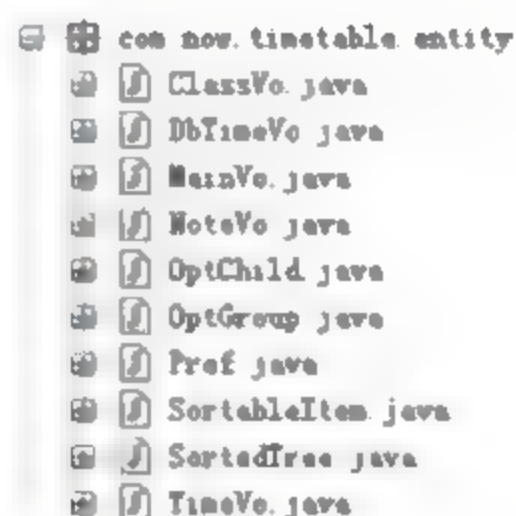 com.now.timetable.entity
ClassVo.java
DbTimeVo.java
MainVo.java
NoteVo.java
OptChild.java
OptGroup.java
Pref.java
SortableItem.java
SortedTree.java
TimeVo.java